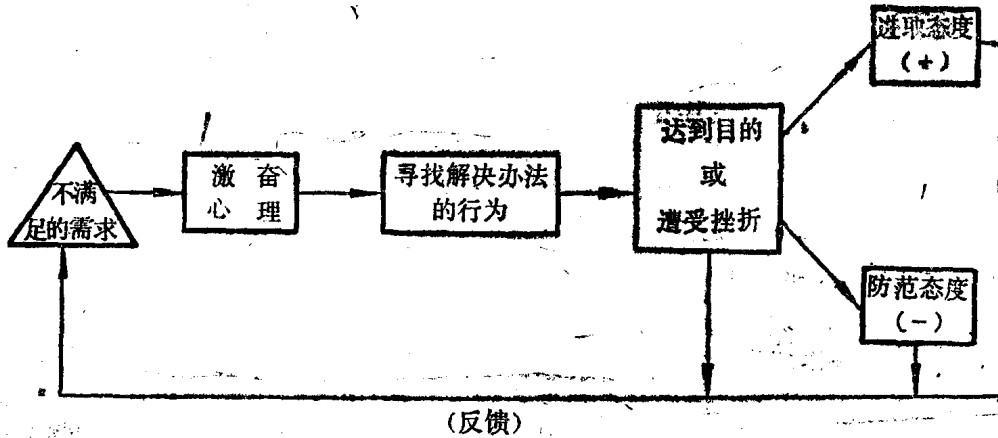 不满
足的需求
激 奋
心 理
寻找解决办法
的行为
达到目的
或
遭受挫折
进取态度
(+)
防范态度
(-)
(反馈)